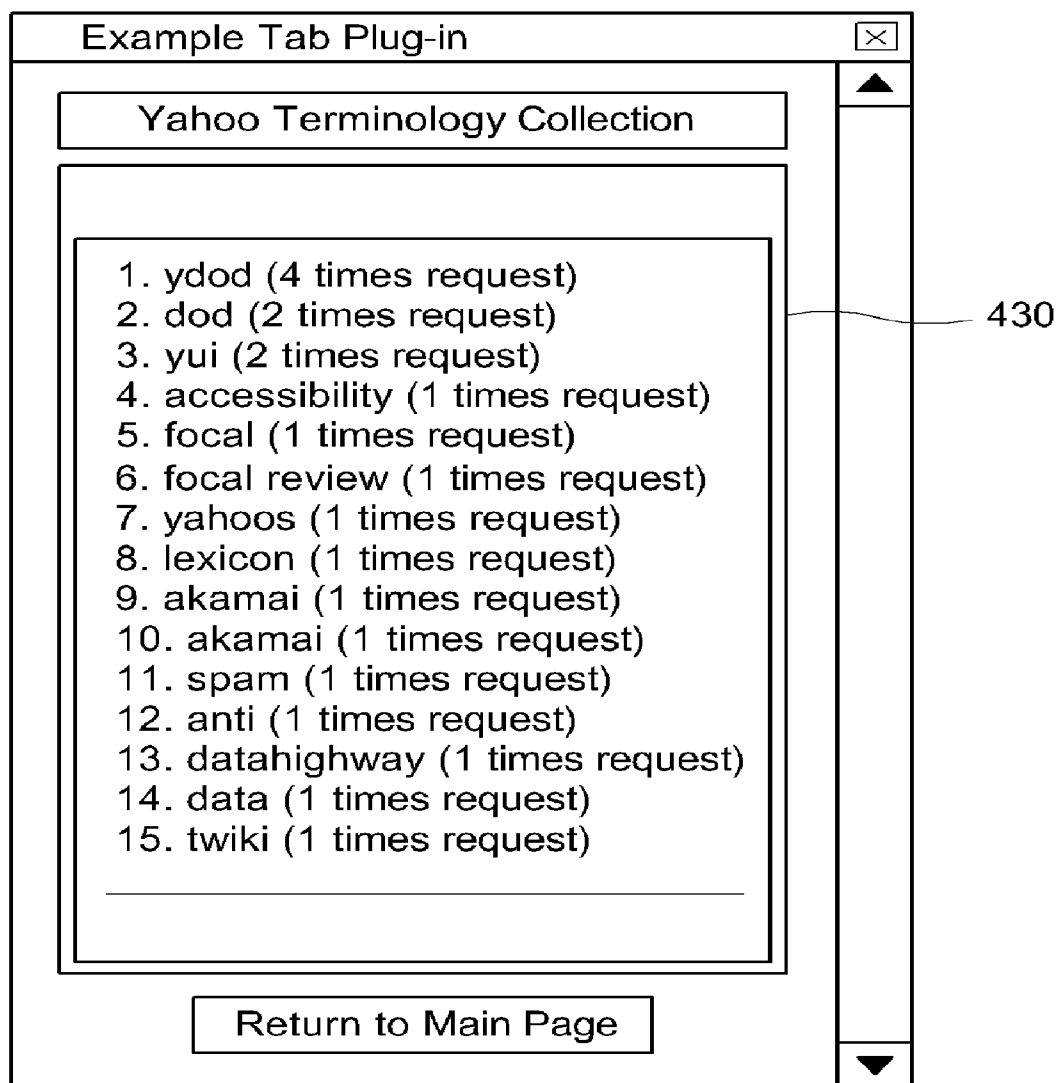 Example Tab Plug-in
Yahoo Terminology Collection
1. ydod (4 times request)
2. dod (2 times request)
3. yui (2 times request)
4. accessibility (1 times request)
5. focal (1 times request)
6. focal review (1 times request)
7. yahoos (1 times request)
8. lexicon (1 times request)
9. akamai (1 times request)
10. akamai (1 times request)
11. spam (1 times request)
12. anti (1 times request)
13. datahighway (1 times request)
14. data (1 times request)
15. twiki (1 times request)
430
Return to Main Page